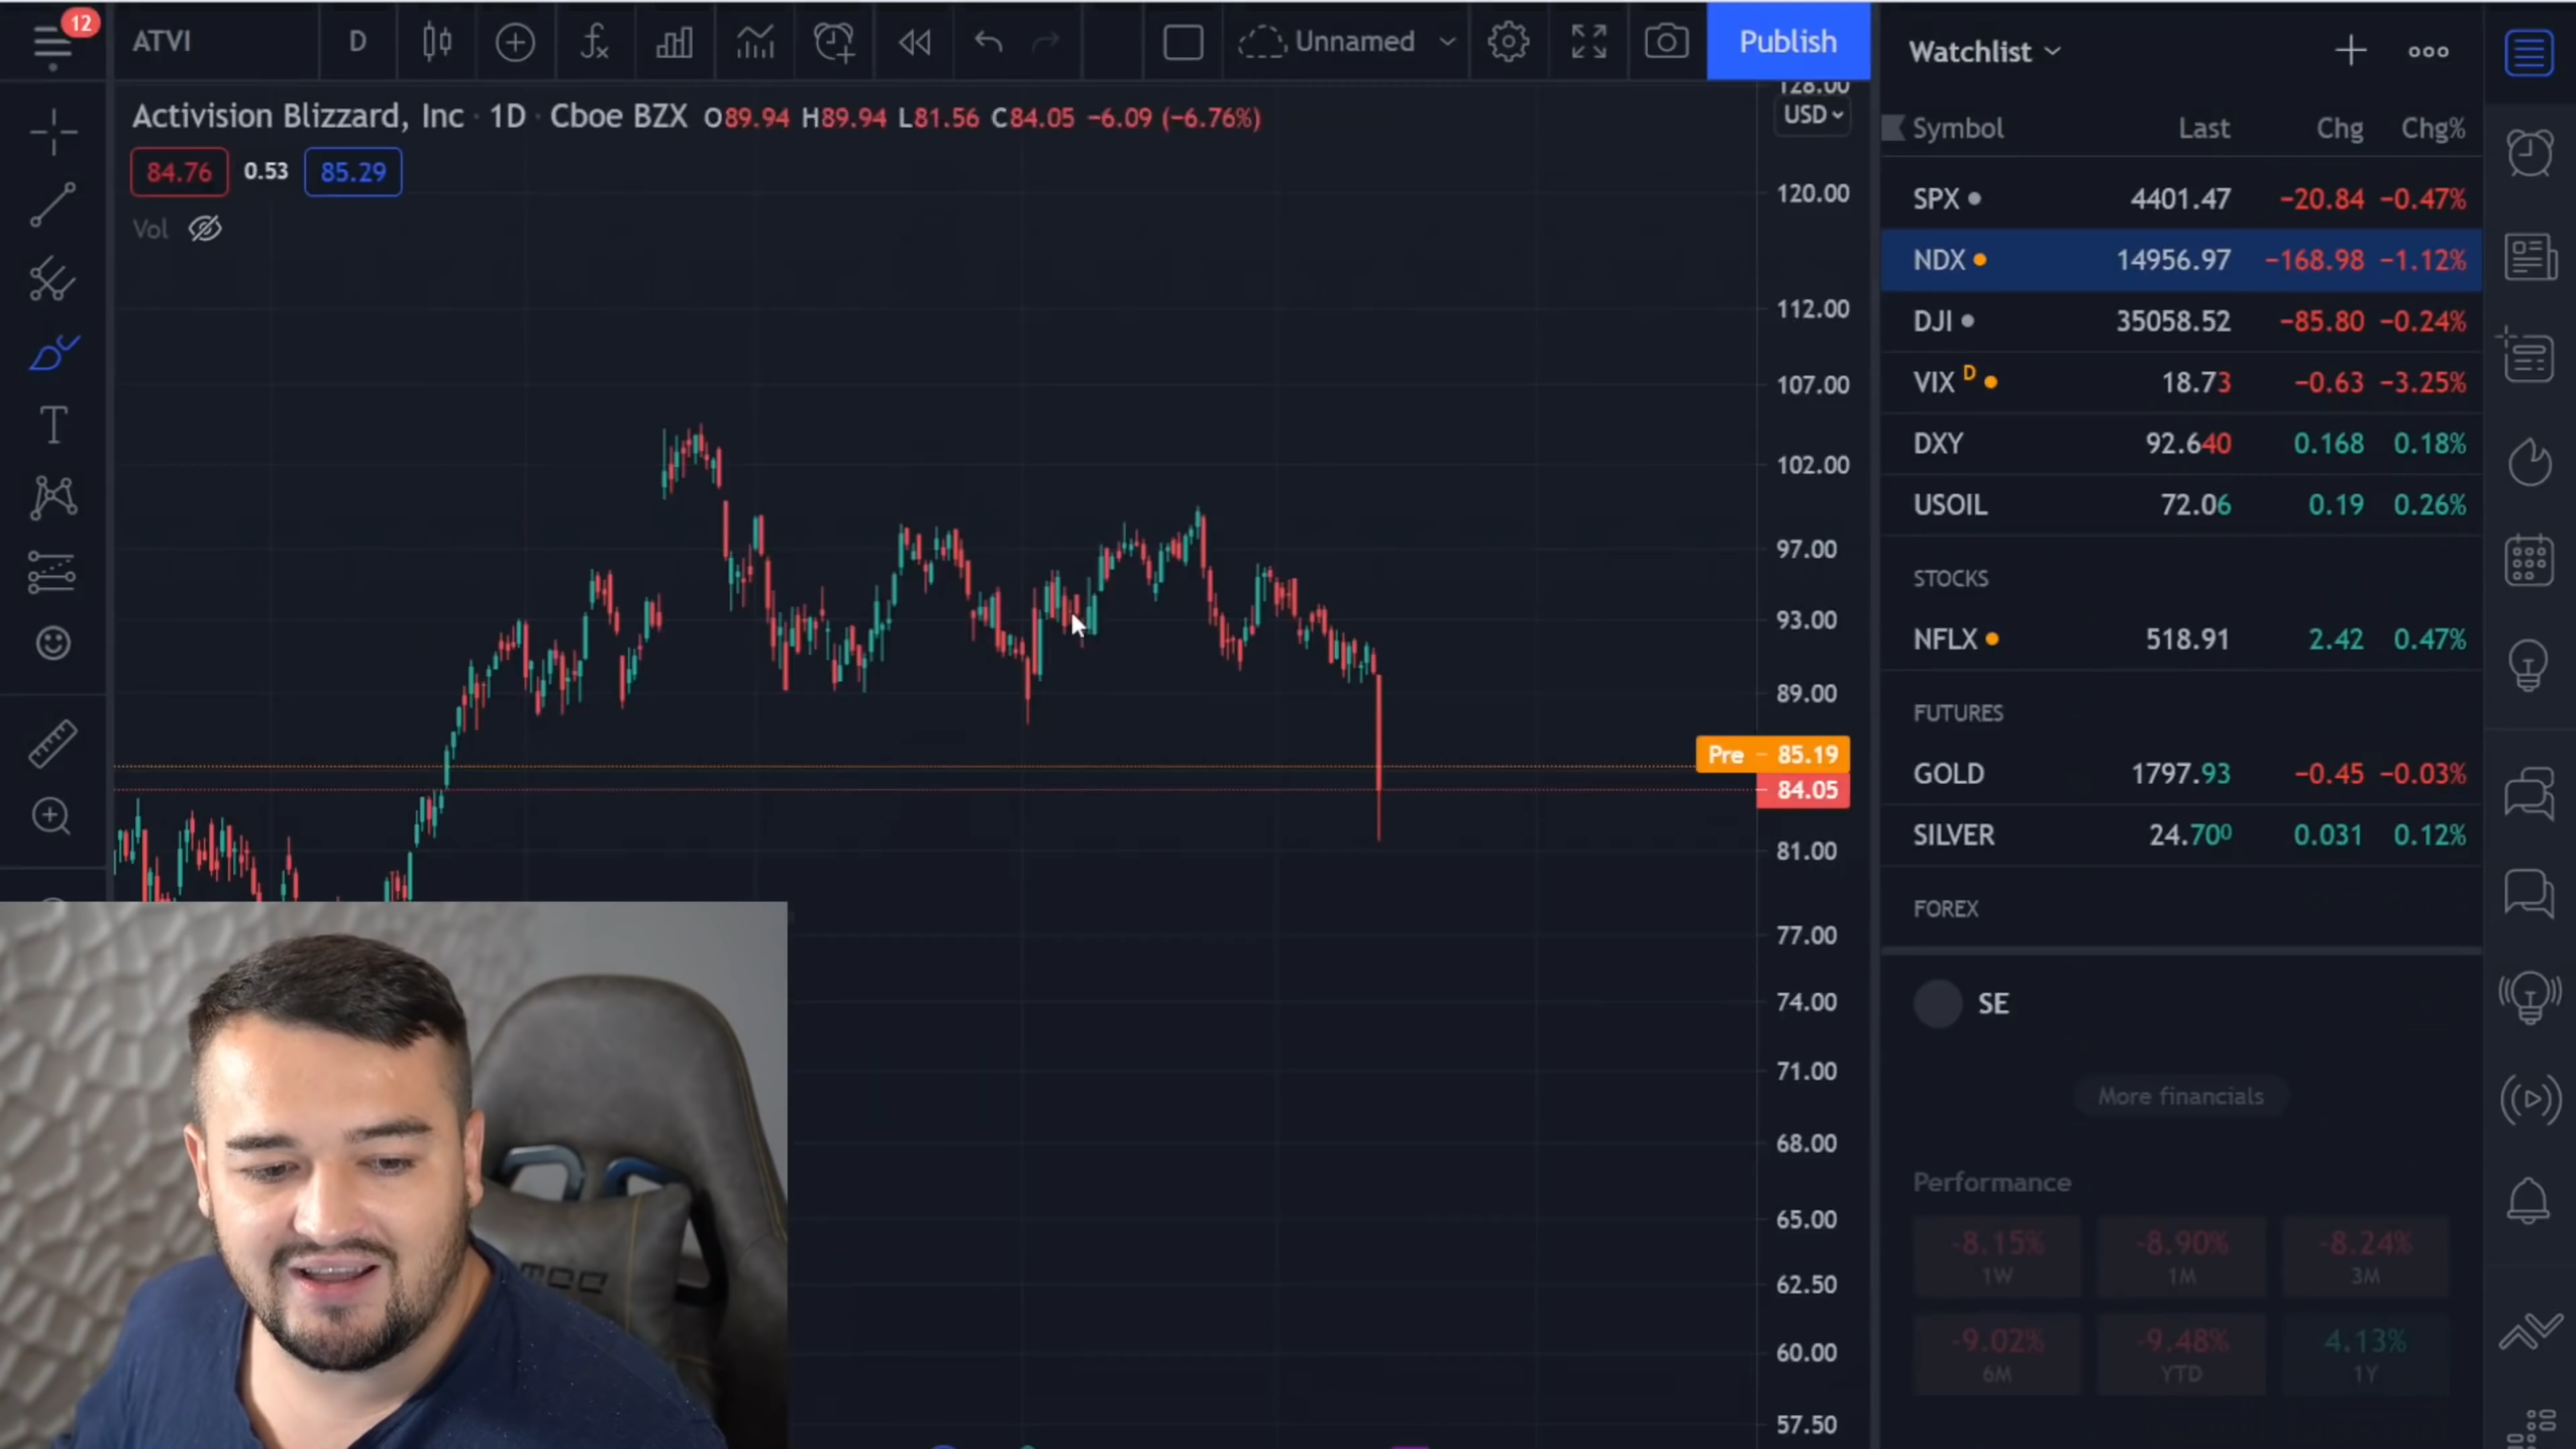 12
ATVI D Unnamed Publish
Activision Blizzard, Inc · 1D · Cboe BZX O89.94 H89.94 L81.56 C84.05 −6.09 (−6.76%)
84.76 0.53 85.29
Vol
128.00
USD
120.00
112.00
107.00
102.00
97.00
93.00
89.00
Pre − 85.19
84.05
81.00
77.00
74.00
71.00
68.00
65.00
62.50
60.00
57.50
Watchlist
Symbol Last Chg Chg%
SPX 4401.47 −20.84 −0.47%
NDX 14956.97 −168.98 −1.12%
DJI 35058.52 −85.80 −0.24%
VIX D 18.73 −0.63 −3.25%
DXY 92.640 0.168 0.18%
USOIL 72.06 0.19 0.26%
STOCKS
NFLX 518.91 2.42 0.47%
FUTURES
GOLD 1797.93 −0.45 −0.03%
SILVER 24.700 0.031 0.12%
FOREX
SE
More financials
Performance
-8.15% -8.90% -8.24%
1W 1M 3M
-9.02% -9.48% 4.13%
6M YTD 1Y